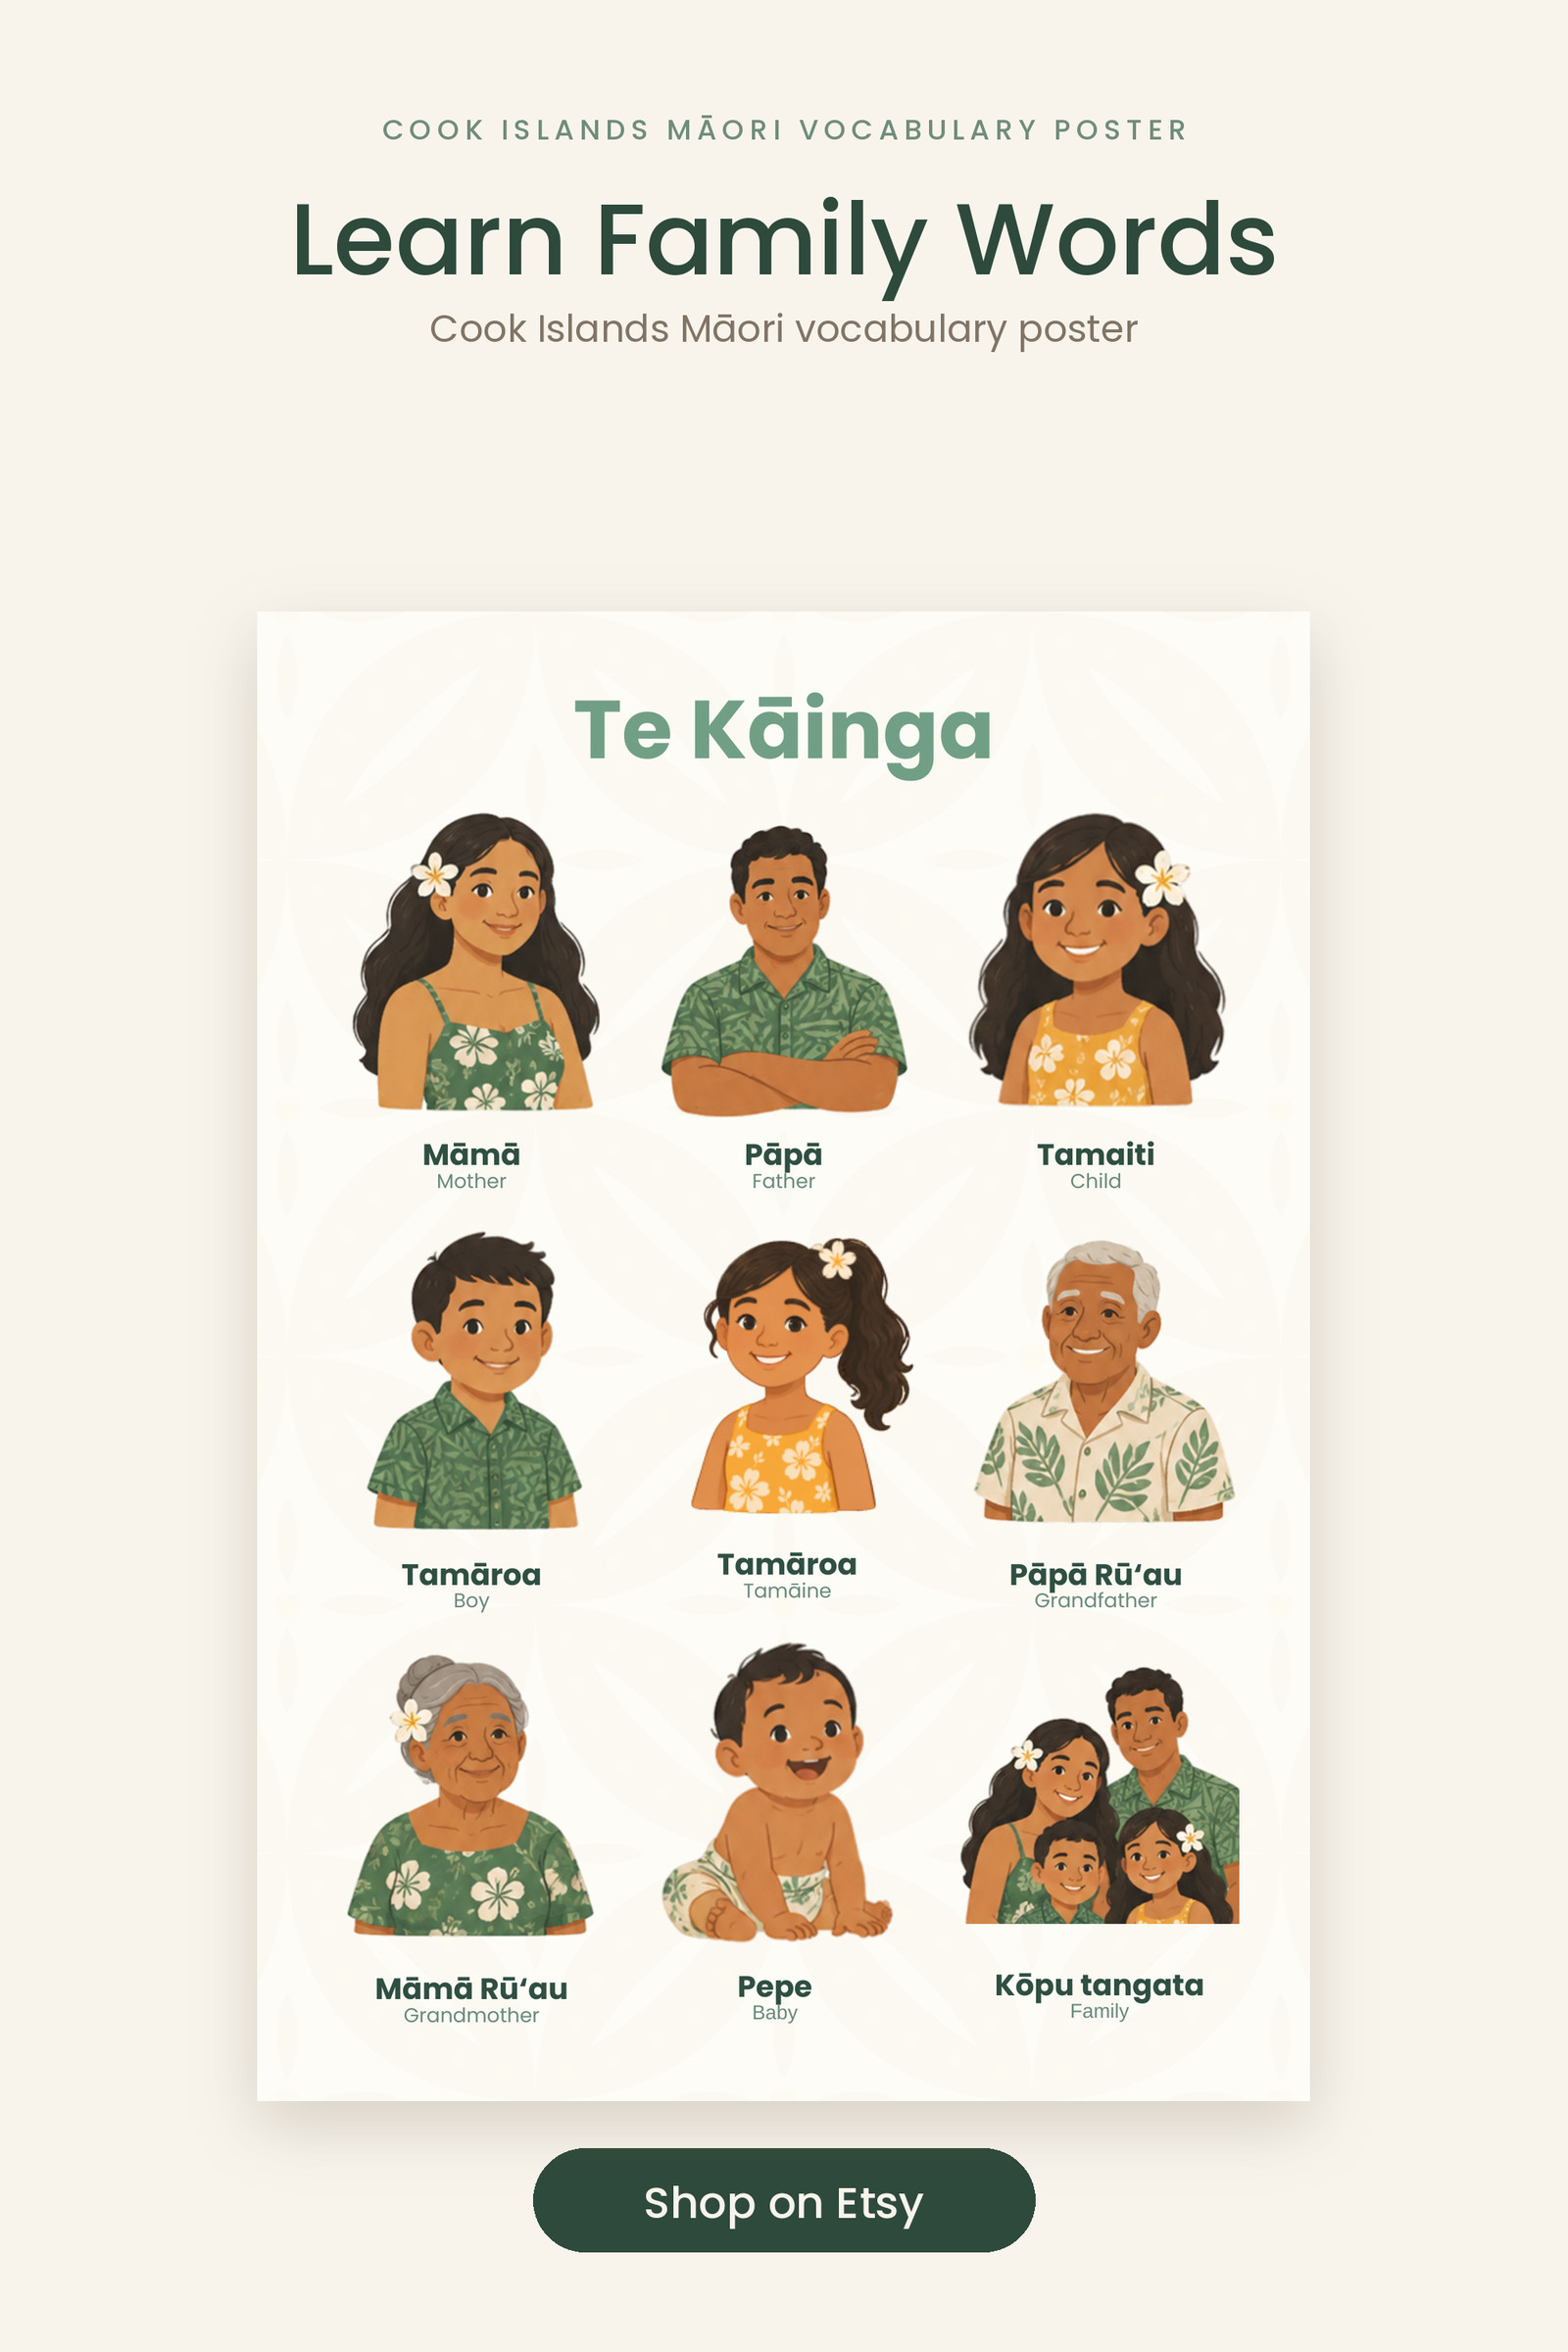 COOK ISLANDS MĀORI VOCABULARY POSTER
Learn Family Words
Cook Islands Māori vocabulary poster
Te Kāinga
Māmā
Mother
Pāpā
Father
Tamaiti
Child
Tamāroa
Boy
Tamāroa
Tamāine
Pāpā Rū‘au
Grandfather
Māmā Rū‘au
Grandmother
Pepe
Baby
Kōpu tangata
Family
Shop on Etsy